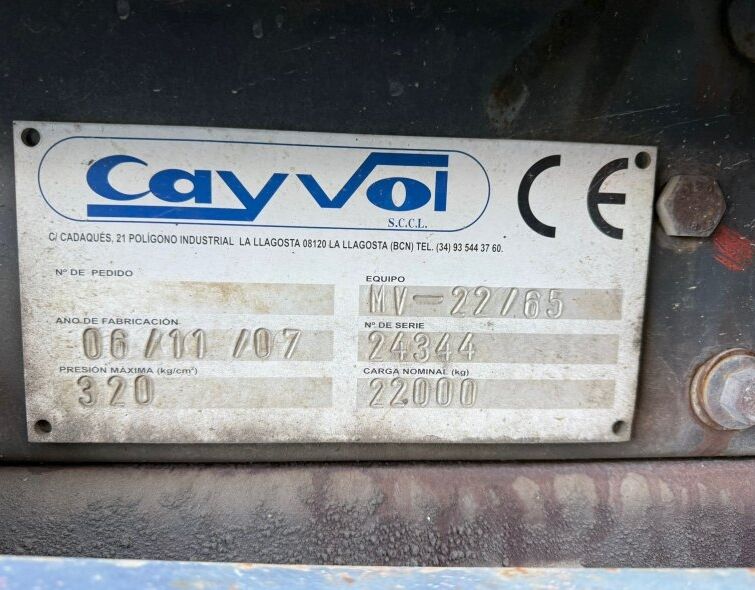 Cayvol
S.C.C.L.
CE
C/ CADAQUÉS, 21 POLÍGONO INDUSTRIAL LA LLAGOSTA 08120 LA LLAGOSTA (BCN) TEL. (34) 93 544 37 60.
Nº DE PEDIDO
EQUIPO
MV-22/65
AÑO DE FABRICACIÓN
06/11/07
Nº DE SERIE
24344
PRESIÓN MÁXIMA (kg/cm²)
320
CARGA NOMINAL (kg)
22000